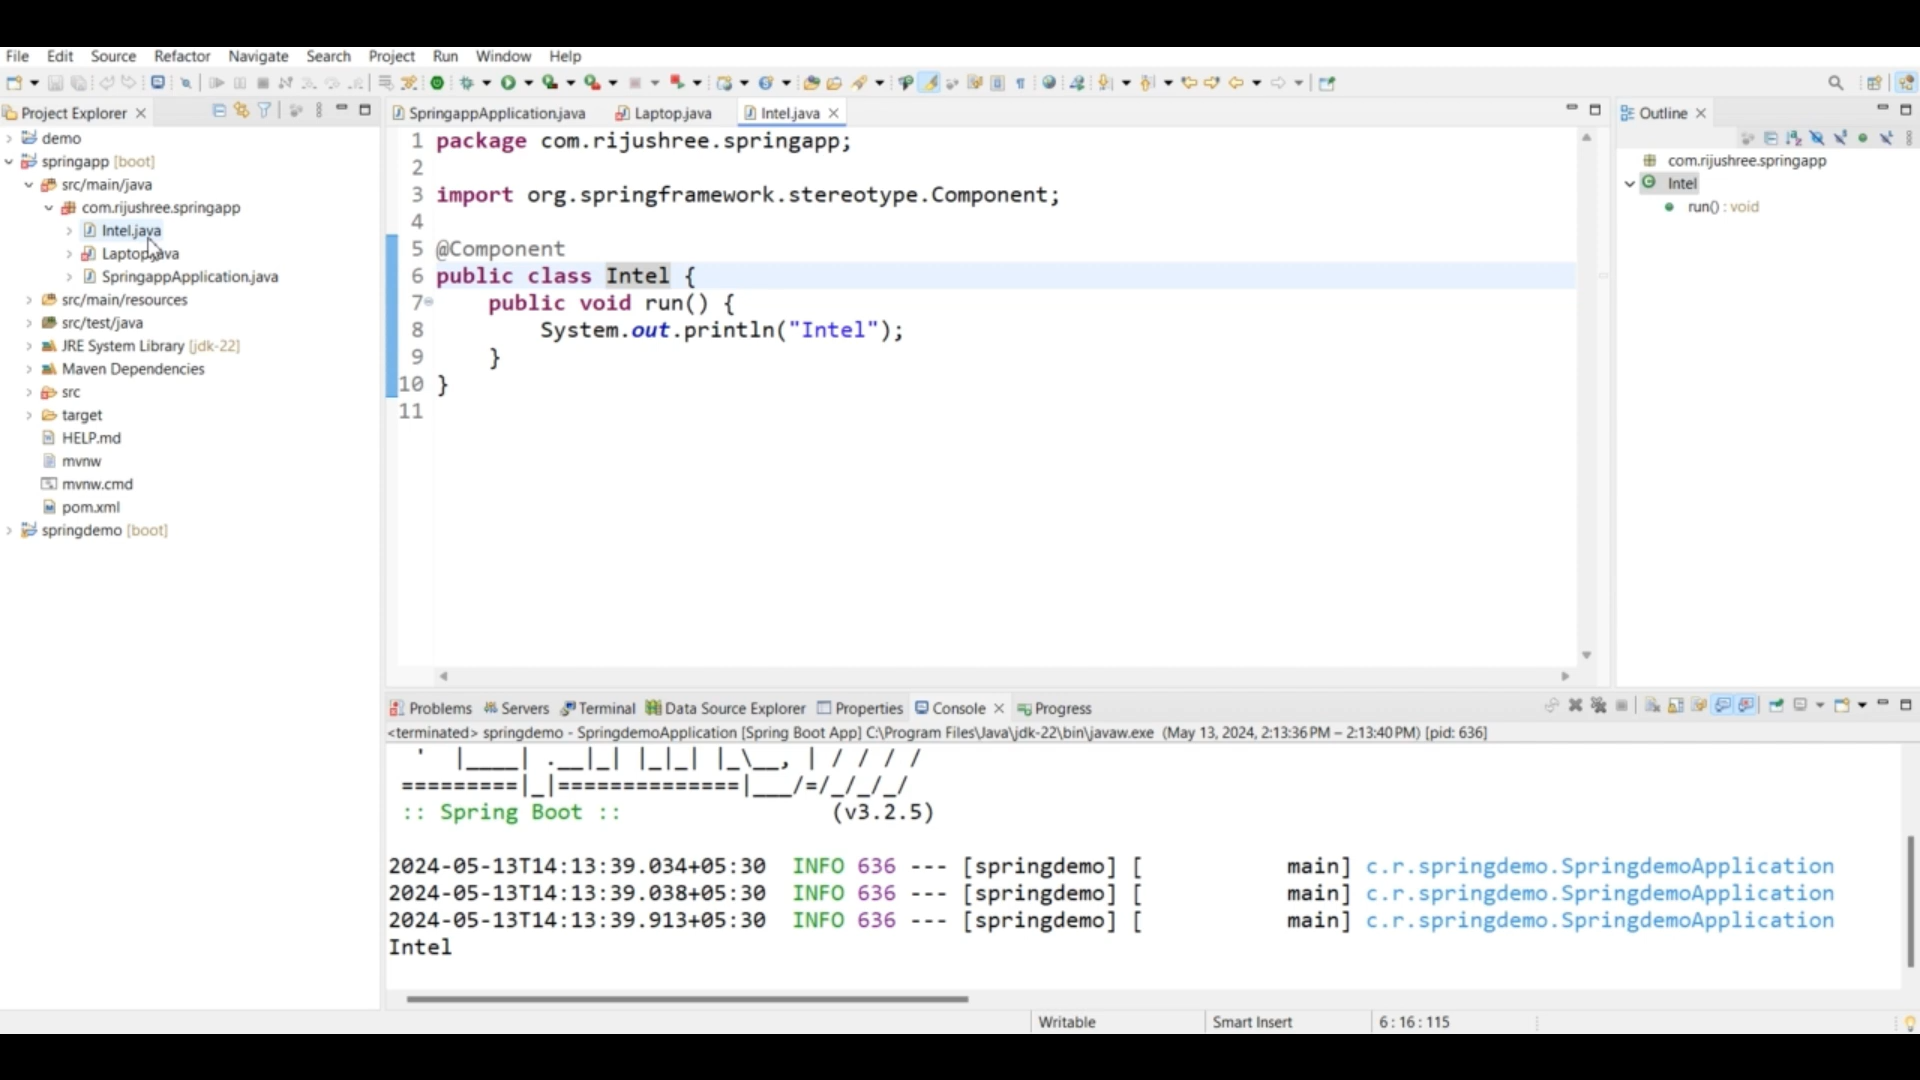 File Edit Source Refactor Navigate Search Project Run Window Help
Project Explorer
demo
springapp [boot]
src/main/java
com.rijushree.springapp
Intel.java
Laptop.java
SpringappApplication.java
src/main/resources
src/test/java
JRE System Library [jdk-22]
Maven Dependencies
src
target
HELP.md
mvnw
mvnw.cmd
pom.xml
springdemo [boot]
SpringappApplication.java Laptop.java Intel.java
1 package com.rijushree.springapp;
2
3 import org.springframework.stereotype.Component;
4
5 @Component
6 public class Intel {
7 public void run() {
8 System.out.println("Intel");
9 }
10 }
11
Outline
com.rijushree.springapp
Intel
run() : void
Problems Servers Terminal Data Source Explorer Properties Console Progress
<terminated> springdemo - SpringdemoApplication [Spring Boot App] C:\Program Files\Java\jdk-22\bin\javaw.exe (May 13, 2024, 2:13:36 PM – 2:13:40 PM) [pid: 636]
' |____| .__|_| |_|_| |_\__, | / / / /
=========|_|==============|___/=/_/_/_/
:: Spring Boot :: (v3.2.5)
2024-05-13T14:13:39.034+05:30 INFO 636 --- [springdemo] [ main] c.r.springdemo.SpringdemoApplication
2024-05-13T14:13:39.038+05:30 INFO 636 --- [springdemo] [ main] c.r.springdemo.SpringdemoApplication
2024-05-13T14:13:39.913+05:30 INFO 636 --- [springdemo] [ main] c.r.springdemo.SpringdemoApplication
Intel
Writable Smart Insert 6 : 16 : 115